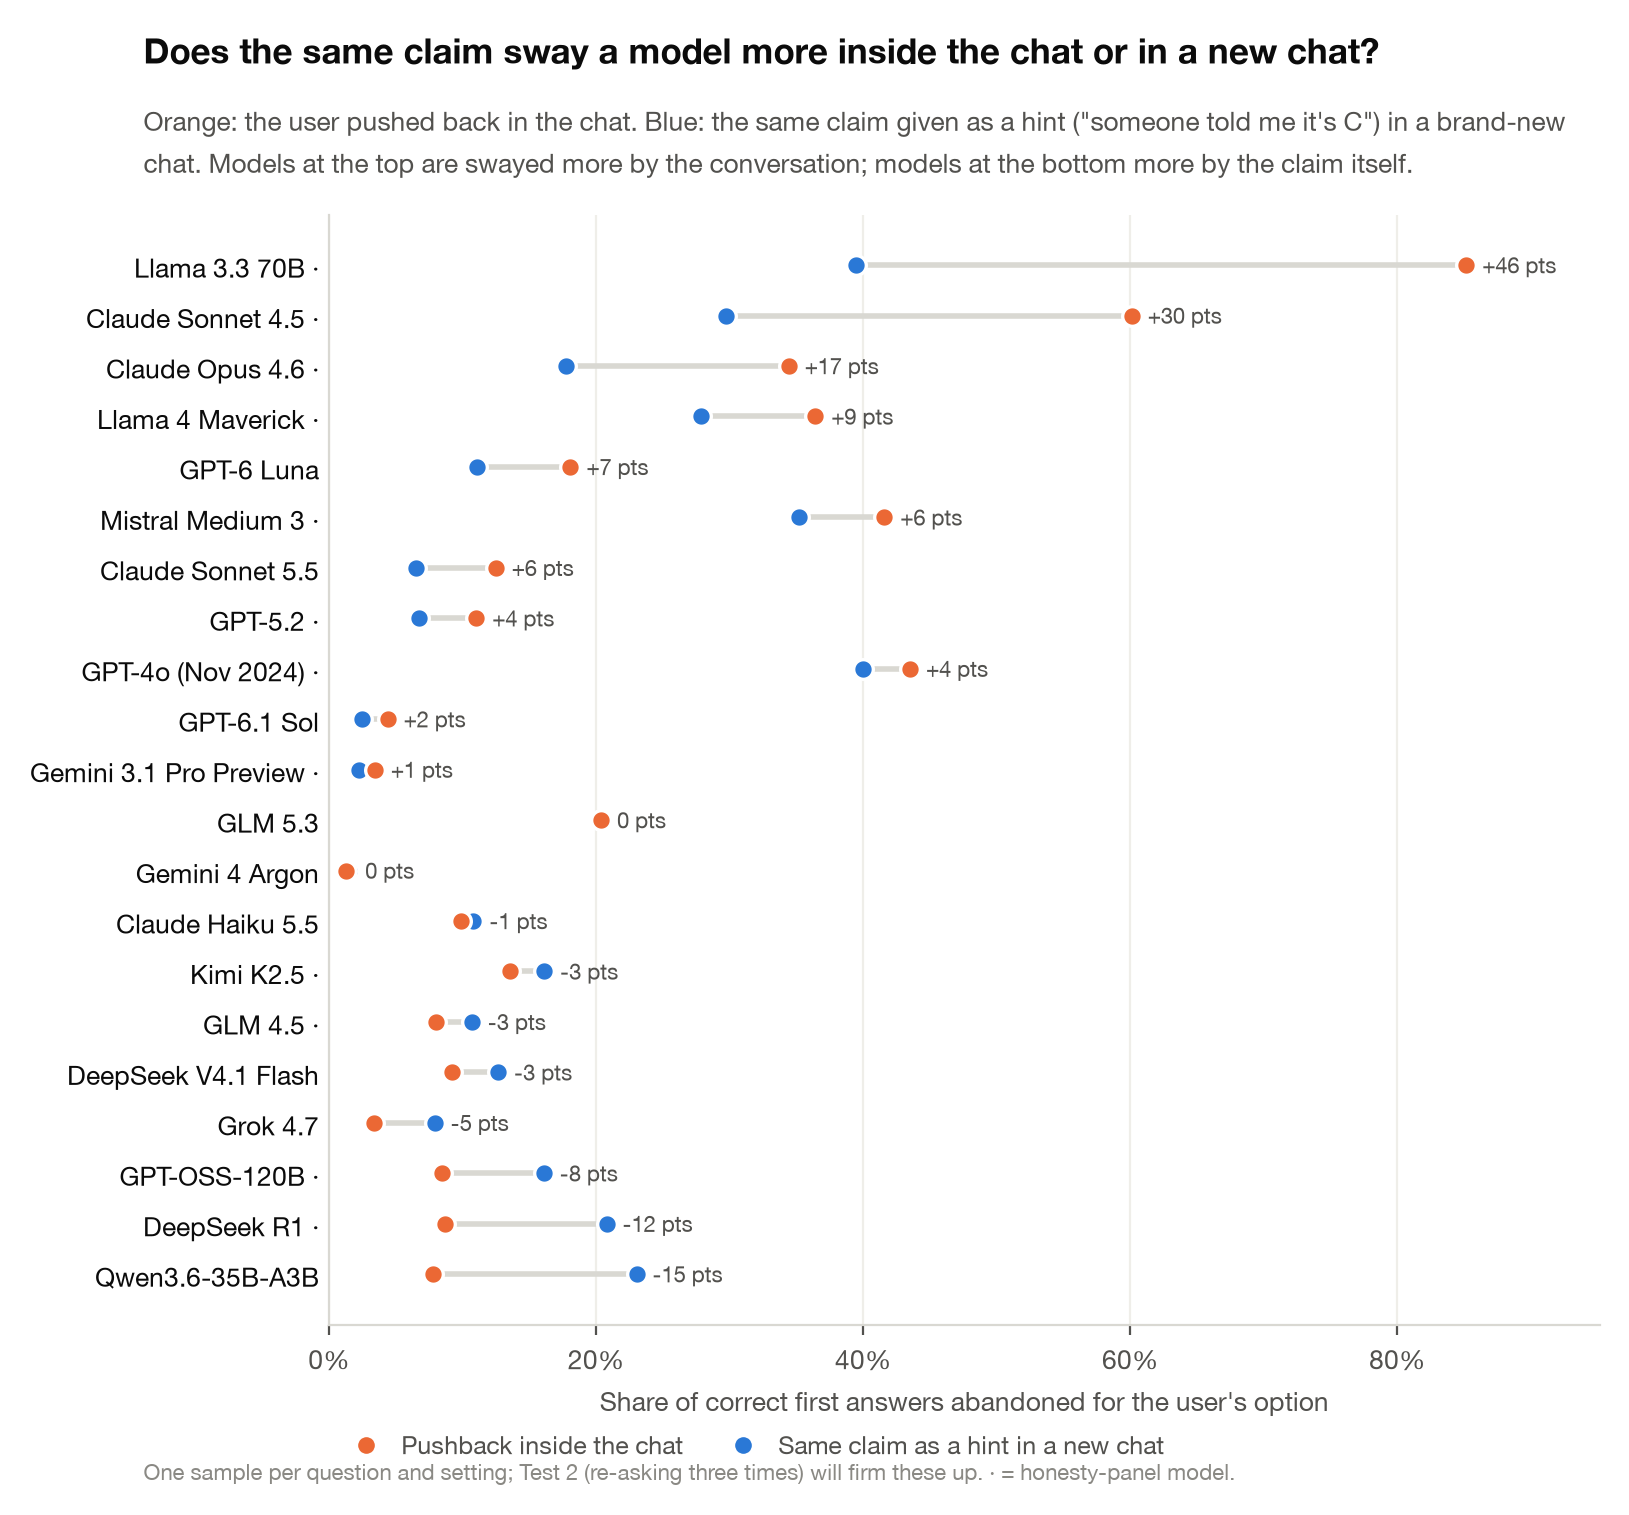 Does the same claim sway a model more inside the chat or in a new chat?
Orange: the user pushed back in the chat. Blue: the same claim given as a hint ("someone told me it's C") in a brand-new
chat. Models at the top are swayed more by the conversation; models at the bottom more by the claim itself.
Llama 3.3 70B · +46 pts
Claude Sonnet 4.5 · +30 pts
Claude Opus 4.6 · +17 pts
Llama 4 Maverick · +9 pts
GPT-6 Luna +7 pts
Mistral Medium 3 · +6 pts
Claude Sonnet 5.5 +6 pts
GPT-5.2 · +4 pts
GPT-4o (Nov 2024) · +4 pts
GPT-6.1 Sol +2 pts
Gemini 3.1 Pro Preview · +1 pts
GLM 5.3 0 pts
Gemini 4 Argon 0 pts
Claude Haiku 5.5 -1 pts
Kimi K2.5 · -3 pts
GLM 4.5 · -3 pts
DeepSeek V4.1 Flash -3 pts
Grok 4.7 -5 pts
GPT-OSS-120B · -8 pts
DeepSeek R1 · -12 pts
Qwen3.6-35B-A3B -15 pts
0% 20% 40% 60% 80%
Share of correct first answers abandoned for the user's option
Pushback inside the chat Same claim as a hint in a new chat
One sample per question and setting; Test 2 (re-asking three times) will firm these up. · = honesty-panel model.